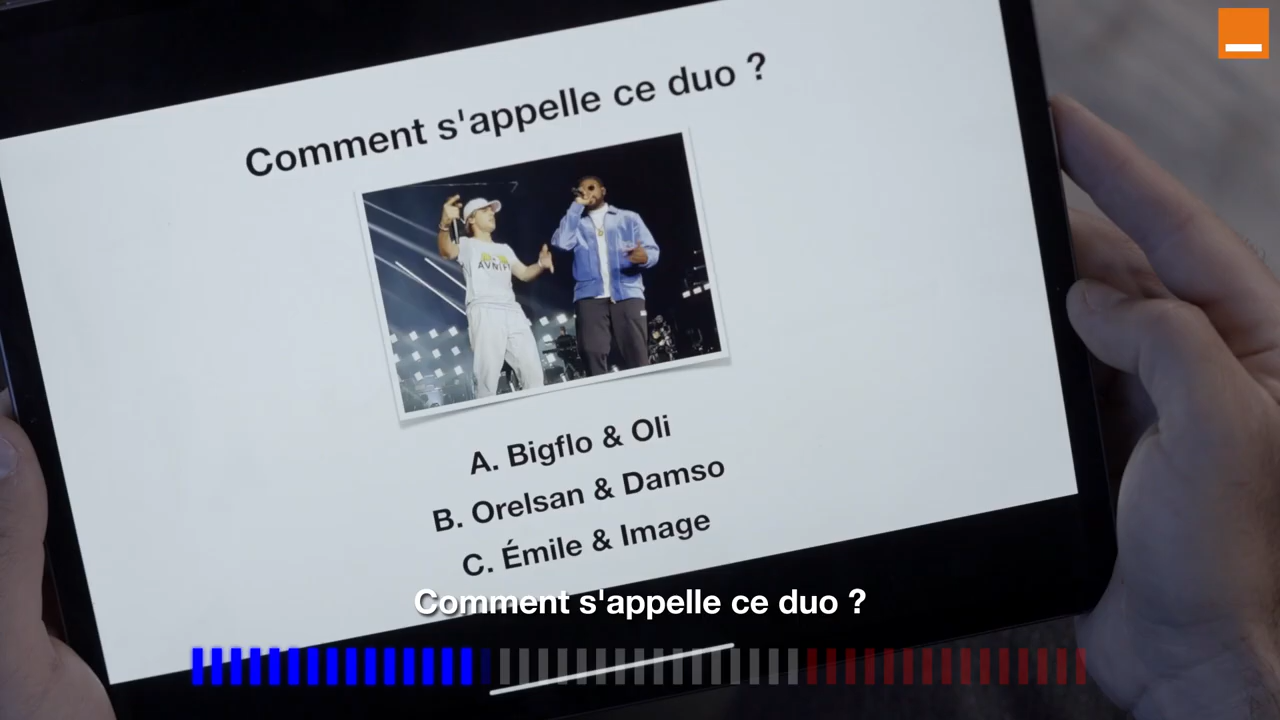 Comment s'appelle ce duo ?
AVNIR
A. Bigflo & Oli
B. Orelsan & Damso
C. Émile & Image
Comment s'appelle ce duo ?